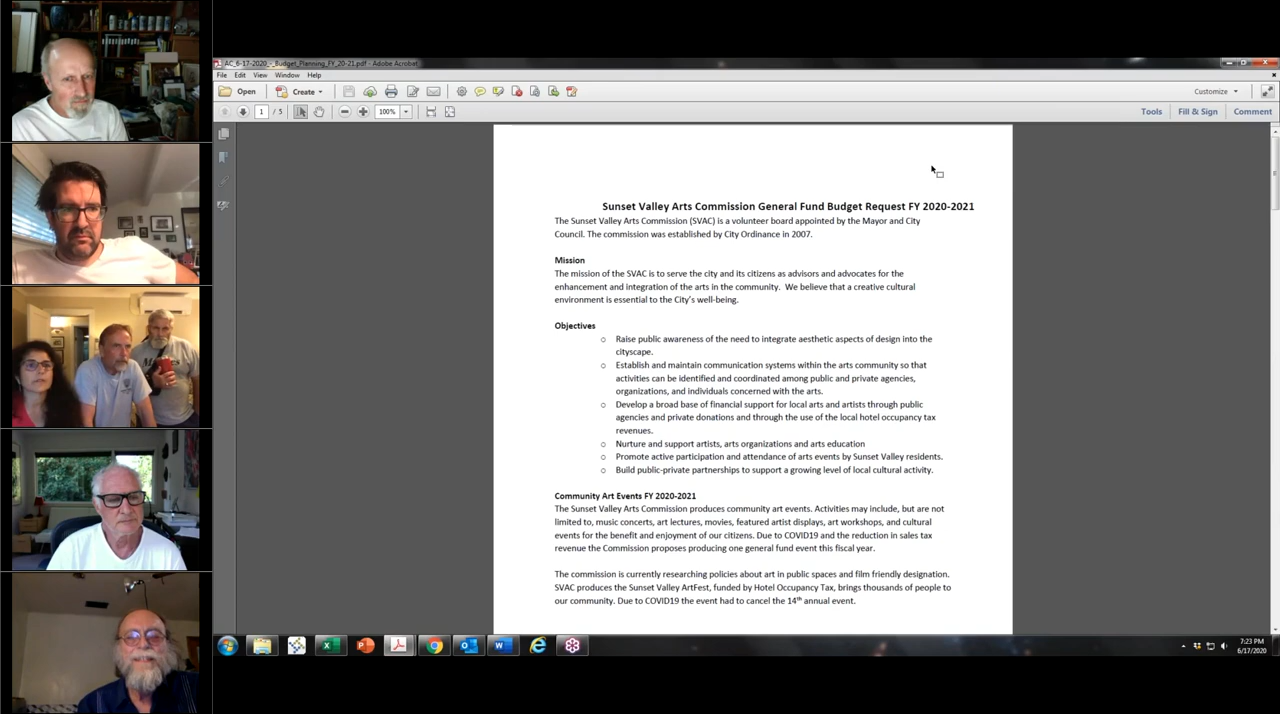 AC_6-17-2020_-_Budget_Planning_FY_20-21.pdf - Adobe Acrobat
File Edit View Window Help
Open Create Customize
1 / 5 100% Tools Fill & Sign Comment
Sunset Valley Arts Commission General Fund Budget Request FY 2020-2021
The Sunset Valley Arts Commission (SVAC) is a volunteer board appointed by the Mayor and City
Council. The commission was established by City Ordinance in 2007.
Mission
The mission of the SVAC is to serve the city and its citizens as advisors and advocates for the
enhancement and integration of the arts in the community. We believe that a creative cultural
environment is essential to the City's well-being.
Objectives
o Raise public awareness of the need to integrate aesthetic aspects of design into the
cityscape.
o Establish and maintain communication systems within the arts community so that
activities can be identified and coordinated among public and private agencies,
organizations, and individuals concerned with the arts.
o Develop a broad base of financial support for local arts and artists through public
agencies and private donations and through the use of the local hotel occupancy tax
revenues.
o Nurture and support artists, arts organizations and arts education
o Promote active participation and attendance of arts events by Sunset Valley residents.
o Build public-private partnerships to support a growing level of local cultural activity.
Community Art Events FY 2020-2021
The Sunset Valley Arts Commission produces community art events. Activities may include, but are not
limited to, music concerts, art lectures, movies, featured artist displays, art workshops, and cultural
events for the benefit and enjoyment of our citizens. Due to COVID19 and the reduction in sales tax
revenue the Commission proposes producing one general fund event this fiscal year.
The commission is currently researching policies about art in public spaces and film friendly designation.
SVAC produces the Sunset Valley ArtFest, funded by Hotel Occupancy Tax, brings thousands of people to
our community. Due to COVID19 the event had to cancel the 14th annual event.
7:23 PM
6/17/2020